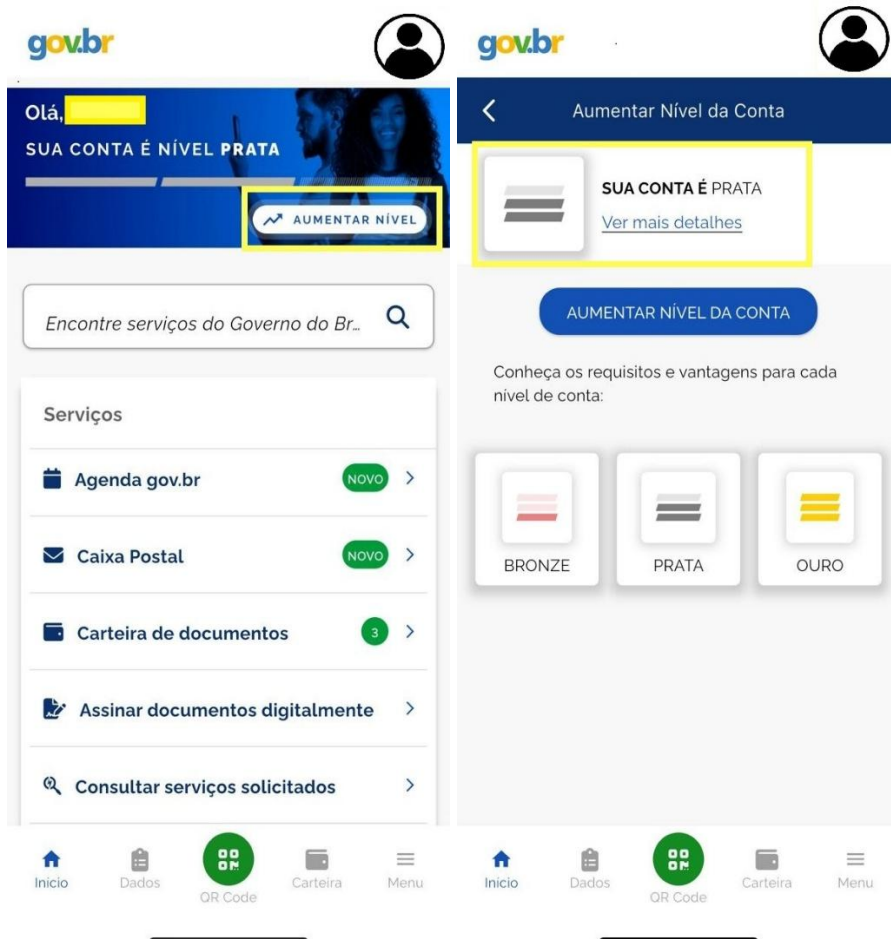 gov.br
Olá,
SUA CONTA É NÍVEL PRATA
AUMENTAR NÍVEL
Encontre serviços do Governo do Br...
Serviços
Agenda gov.br
NOVO
Caixa Postal
NOVO
Carteira de documentos
3
Assinar documentos digitalmente
Consultar serviços solicitados
Inicio
Dados
QR Code
Carteira
Menu
gov.br
Aumentar Nível da Conta
SUA CONTA É PRATA
Ver mais detalhes
AUMENTAR NÍVEL DA CONTA
Conheça os requisitos e vantagens para cada
nível de conta:
BRONZE
PRATA
OURO
Inicio
Dados
QR Code
Carteira
Menu